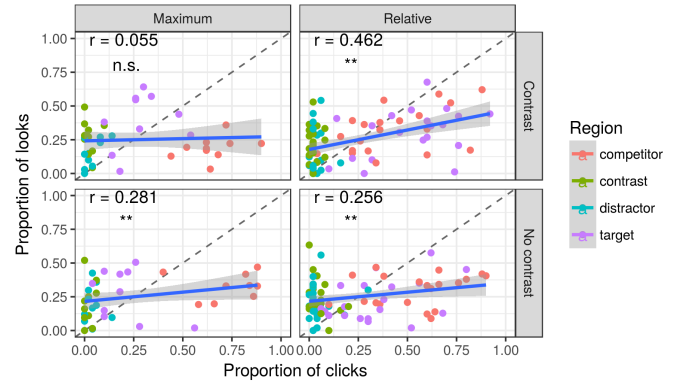 Maximum
Relative
r = 0.055
n.s.
r = 0.462
**
1.00
0.75
0.50
0.25
0.00
Contrast
r = 0.281
**
r = 0.256
**
1.00
0.75
0.50
0.25
0.00
No contrast
0.00 0.25 0.50 0.75 1.00
0.00 0.25 0.50 0.75 1.00
Proportion of clicks
Proportion of looks
Region
competitor
contrast
distractor
target